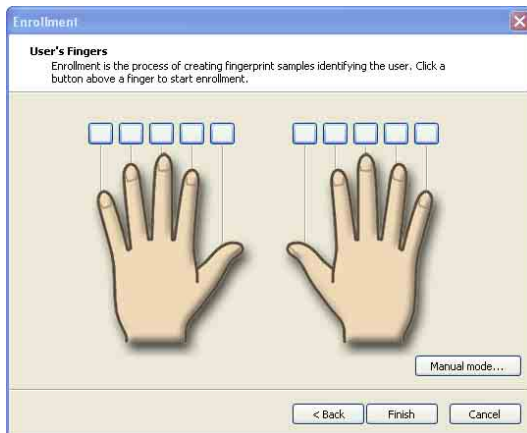 Enrollment
User's Fingers
Enrollment is the process of creating fingerprint samples identifying the user. Click a
button above a finger to start enrollment.
Manual mode...
< Back
Finish
Cancel